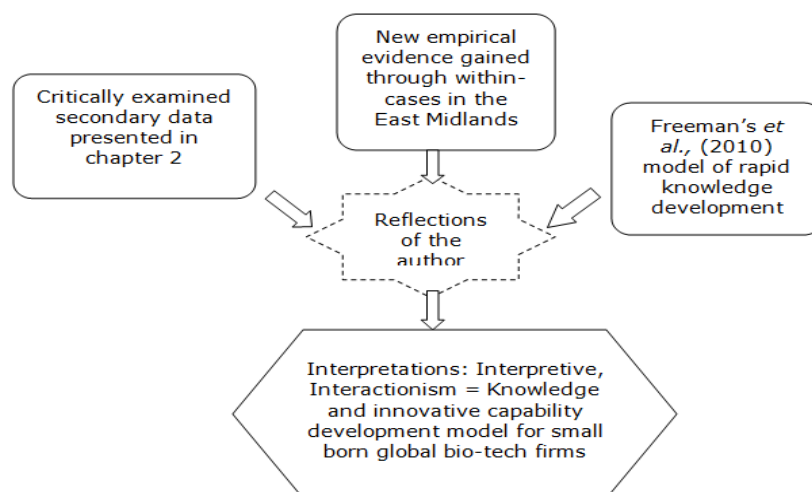 Critically examined
secondary data
presented in
chapter 2
New empirical
evidence gained
through within-
cases in the
East Midlands
Freeman's et
al., (2010)
model of rapid
knowledge
development
Reflections
of the
author
Interpretations: Interpretive,
Interactionism = Knowledge
and innovative capability
development model for small
born global bio-tech firms